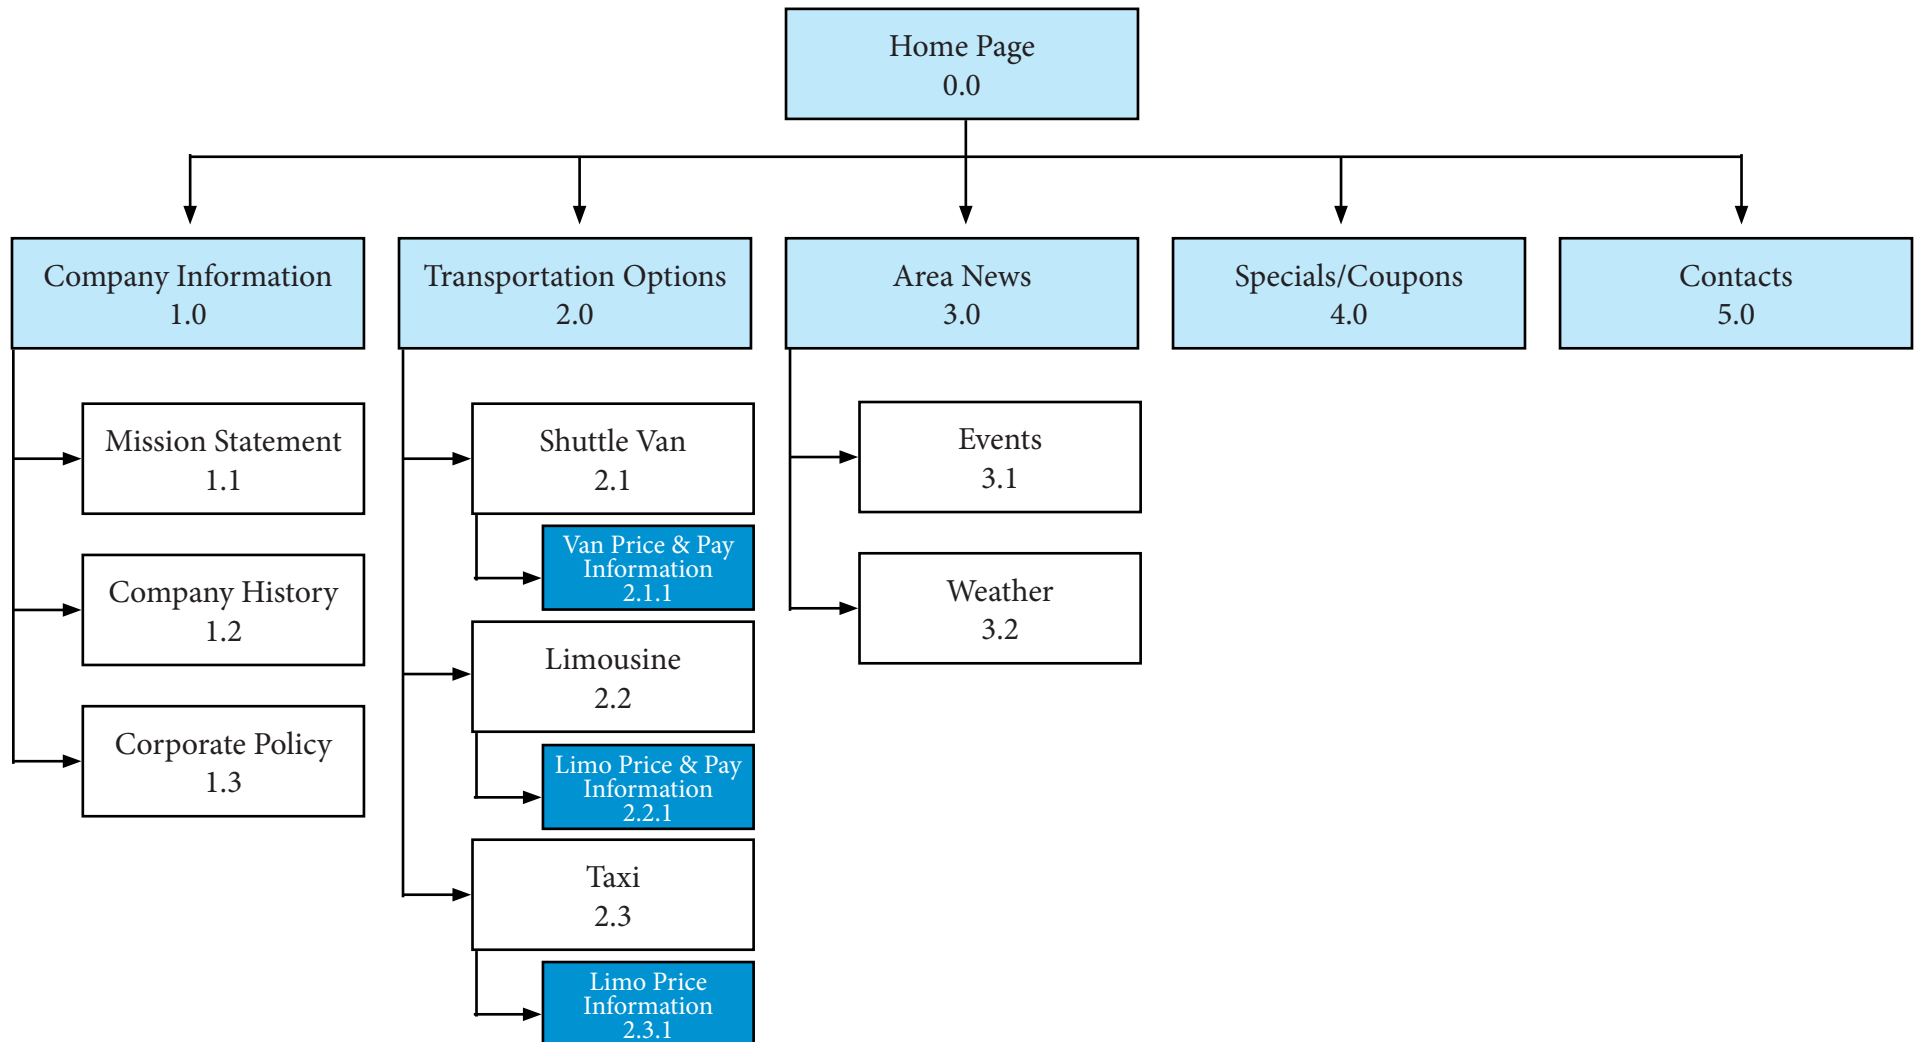 Home Page
0.0
Company Information
1.0
Transportation Options
2.0
Area News
3.0
Specials/Coupons
4.0
Contacts
5.0
Mission Statement
1.1
Company History
1.2
Corporate Policy
1.3
Shuttle Van
2.1
Van Price & Pay
Information
2.1.1
Limousine
2.2
Limo Price & Pay
Information
2.2.1
Taxi
2.3
Limo Price
Information
2.3.1
Events
3.1
Weather
3.2